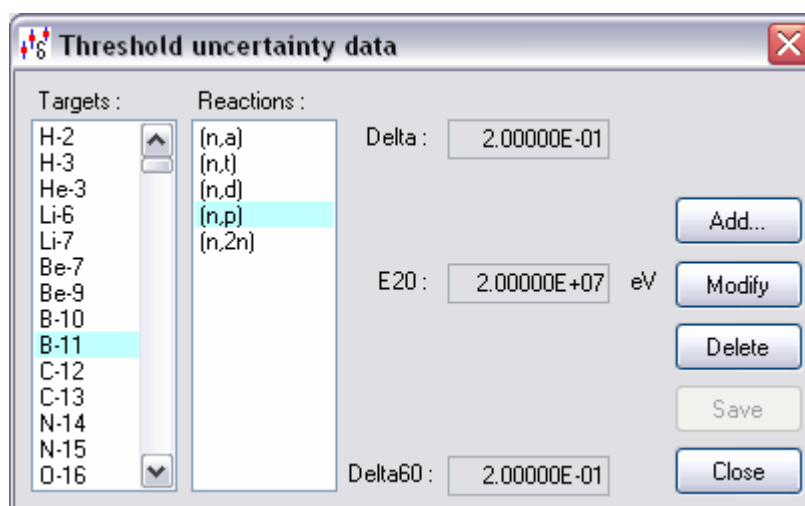 Threshold uncertainty data
Targets :
H-2
H-3
He-3
Li-6
Li-7
Be-7
Be-9
B-10
B-11
C-12
C-13
N-14
N-15
O-16
Reactions :
(n,a)
(n,t)
(n,d)
(n,p)
(n,2n)
Delta : 2.00000E-01
E20 : 2.00000E+07 eV
Delta60 : 2.00000E-01
Add...
Modify
Delete
Save
Close